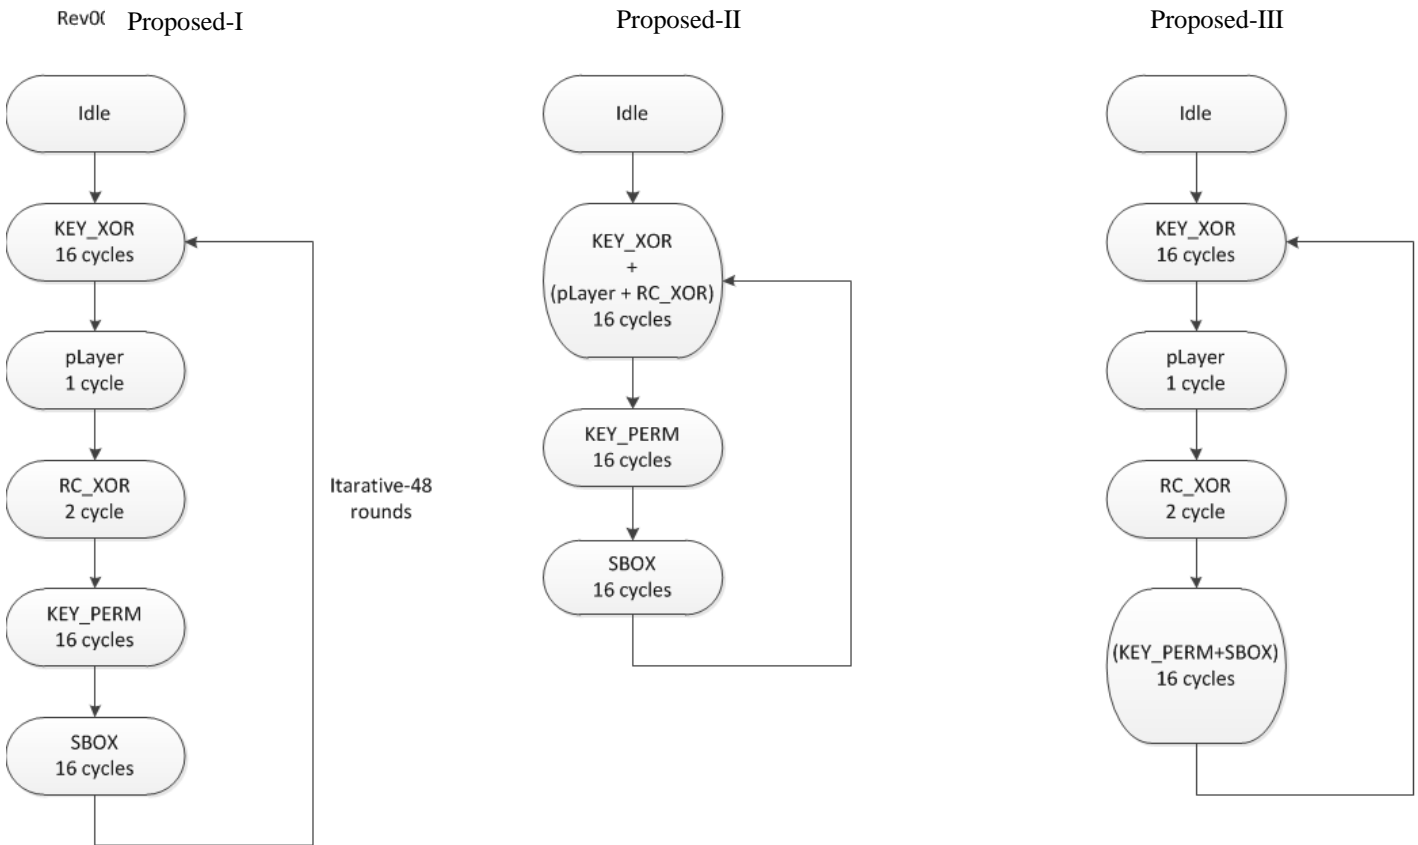 Rev0(
Proposed-I
Idle
KEY_XOR
16 cycles
pLayer
1 cycle
RC_XOR
2 cycle
KEY_PERM
16 cycles
SBOX
16 cycles
Itarative-48
rounds
Proposed-II
Idle
KEY_XOR
+
(pLayer + RC_XOR)
16 cycles
KEY_PERM
16 cycles
SBOX
16 cycles
Proposed-III
Idle
KEY_XOR
16 cycles
pLayer
1 cycle
RC_XOR
2 cycle
(KEY_PERM+SBOX)
16 cycles